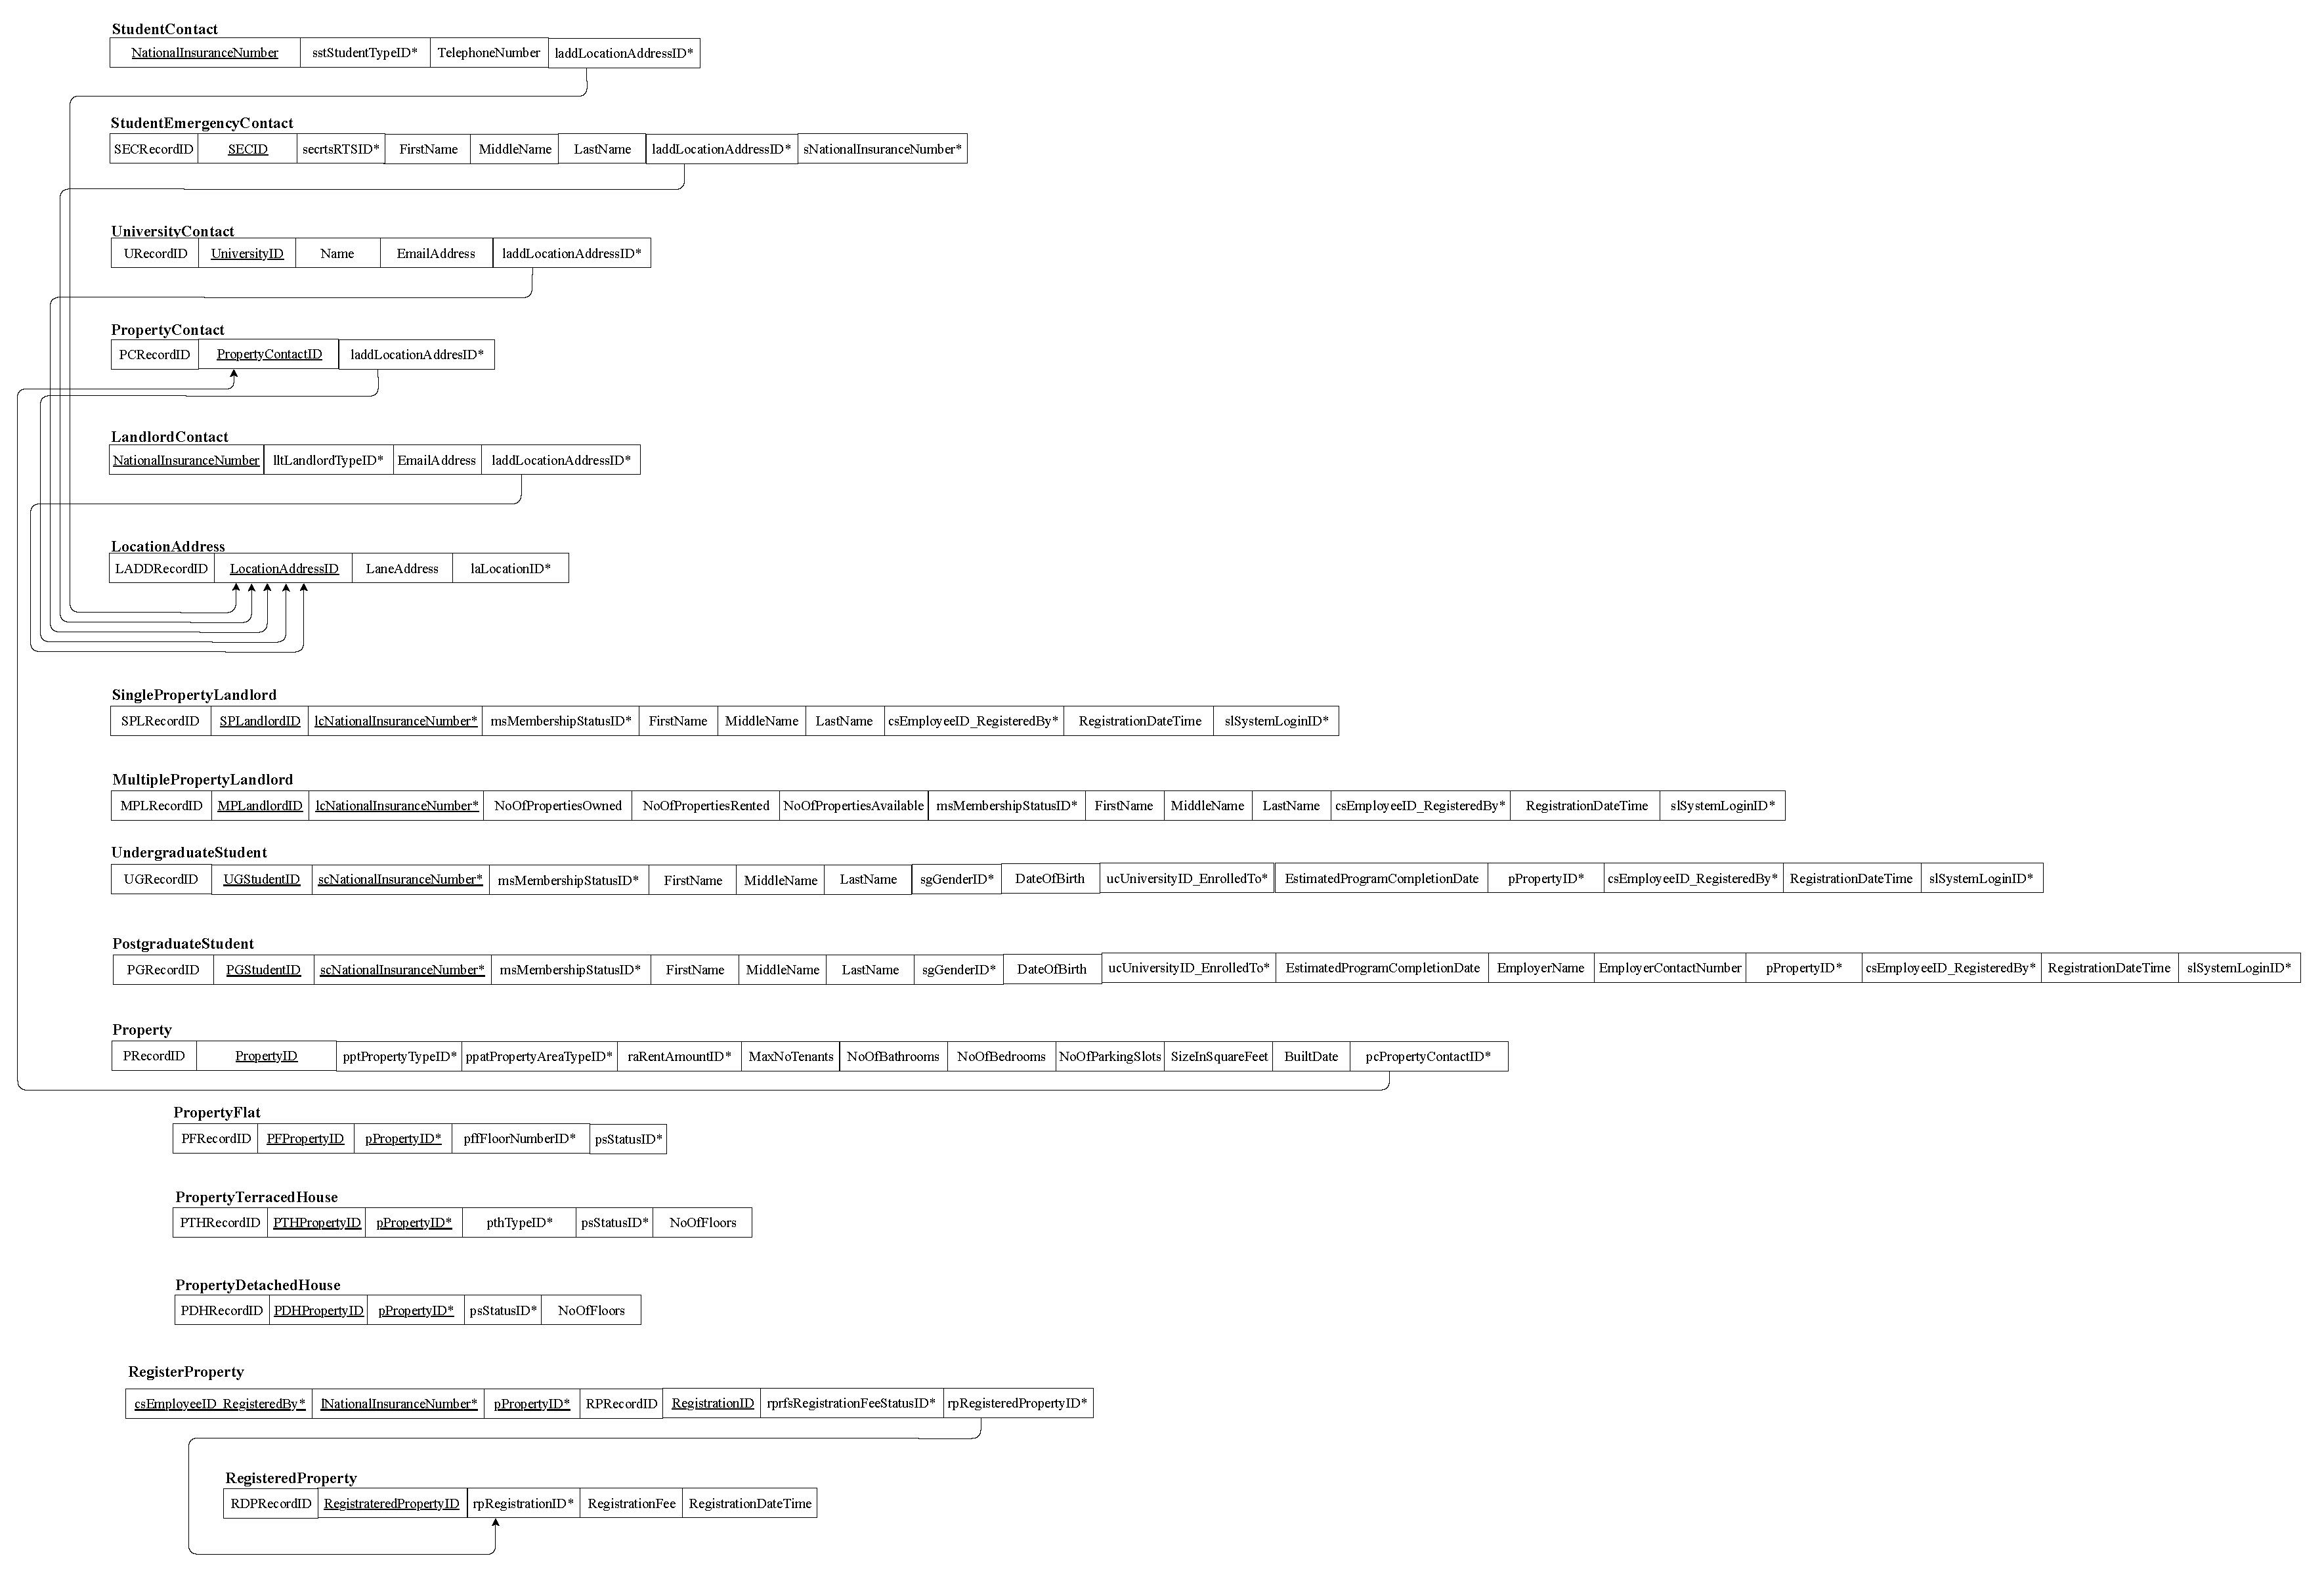 StudentContact
NationalInsuranceNumber sstStudentTypeID* TelephoneNumber laddLocationAddressID*
StudentEmergencyContact
SECRecordID SECID secrtsRTSID* FirstName MiddleName LastName laddLocationAddressID* sNationalInsuranceNumber*
UniversityContact
URecordID UniversityID Name EmailAddress laddLocationAddressID*
PropertyContact
PCRecordID PropertyContactID laddLocationAddresID*
LandlordContact
NationalInsuranceNumber lltLandlordTypeID* EmailAddress laddLocationAddressID*
LocationAddress
LADDRecordID LocationAddressID LaneAddress laLocationID*
SinglePropertyLandlord
SPLRecordID SPLandlordID lcNationalInsuranceNumber* msMembershipStatusID* FirstName MiddleName LastName csEmployeeID_RegisteredBy* RegistrationDateTime slSystemLoginID*
MultiplePropertyLandlord
MPLRecordID MPLandlordID lcNationalInsuranceNumber* NoOfPropertiesOwned NoOfPropertiesRented NoOfPropertiesAvailable msMembershipStatusID* FirstName MiddleName LastName csEmployeeID_RegisteredBy* RegistrationDateTime slSystemLoginID*
UndergraduateStudent
UGRecordID UGStudentID scNationalInsuranceNumber* msMembershipStatusID* FirstName MiddleName LastName sgGenderID* DateOfBirth ucUniversityID_EnrolledTo* EstimatedProgramCompletionDate pPropertyID* csEmployeeID_RegisteredBy* RegistrationDateTime slSystemLoginID*
PostgraduateStudent
PGRecordID PGStudentID scNationalInsuranceNumber* msMembershipStatusID* FirstName MiddleName LastName sgGenderID* DateOfBirth ucUniversityID_EnrolledTo* EstimatedProgramCompletionDate EmployerName EmployerContactNumber pPropertyID* csEmployeeID_RegisteredBy* RegistrationDateTime slSystemLoginID*
Property
PRecordID PropertyID pptPropertyTypeID* ppatPropertyAreaTypeID* raRentAmountID* MaxNoTenants NoOfBathrooms NoOfBedrooms NoOfParkingSlots SizeInSquareFeet BuiltDate pcPropertyContactID*
PropertyFlat
PFRecordID PFPropertyID pPropertyID* pffFloorNumberID* psStatusID*
PropertyTerracedHouse
PTHRecordID PTHPropertyID pPropertyID* pthTypeID* psStatusID* NoOfFloors
PropertyDetachedHouse
PDHRecordID PDHPropertyID pPropertyID* psStatusID* NoOfFloors
RegisterProperty
csEmployeeID_RegisteredBy* lNationalInsuranceNumber* pPropertyID* RPRecordID RegistrationID rprfsRegistrationFeeStatusID* rpRegisteredPropertyID*
RegisteredProperty
RDPRecordID RegistrateredPropertyID rpRegistrationID* RegistrationFee RegistrationDateTime